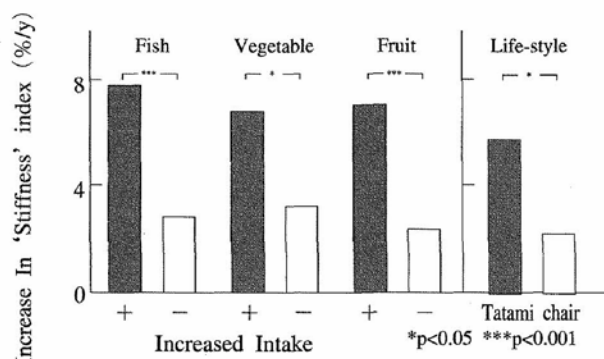 Increase In 'Stiffness' index (%/y)
Fish Vegetable Fruit Life-style
*** * *** *
8
4
0
+ − + − + − Tatami chair
Increased Intake *p<0.05 ***p<0.001